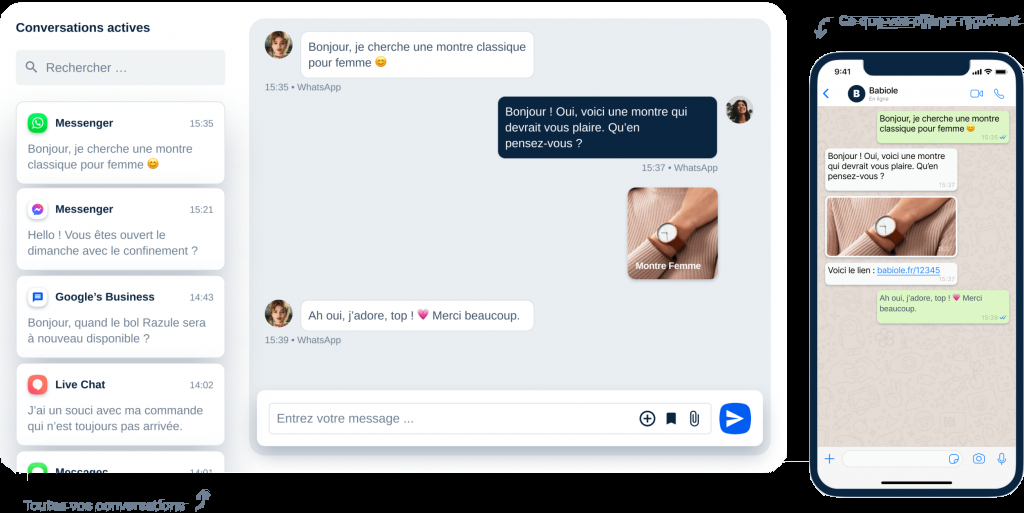 Conversations actives
Rechercher …
Messenger 15:35
Bonjour, je cherche une montre
classique pour femme 😊
Messenger 15:21
Hello ! Vous êtes ouvert le
dimanche avec le confinement ?
Google’s Business 14:43
Bonjour, quand le bol Razule sera
à nouveau disponible ?
Live Chat 14:02
J’ai un souci avec ma commande
qui n’est toujours pas arrivée.
Messages 14:01
Toutes vos conversations
Bonjour, je cherche une montre classique
pour femme 😊
15:35 • WhatsApp
Bonjour ! Oui, voici une montre qui
devrait vous plaire. Qu’en
pensez-vous ?
15:37 • WhatsApp
Montre Femme
Ah oui, j’adore, top ! 💗 Merci beaucoup.
15:39 • WhatsApp
Entrez votre message ...
Ce que vos clients reçoivent
9:41
B
Babiole
En ligne
Bonjour, je cherche une montre
classique pour femme 😊
15:35
Bonjour ! Oui, voici une montre
qui devrait vous plaire. Qu’en
pensez-vous ?
15:37
15:37
Voici le lien : babiole.fr/12345
15:37
Ah oui, j’adore, top ! 💗 Merci
beaucoup.
15:39